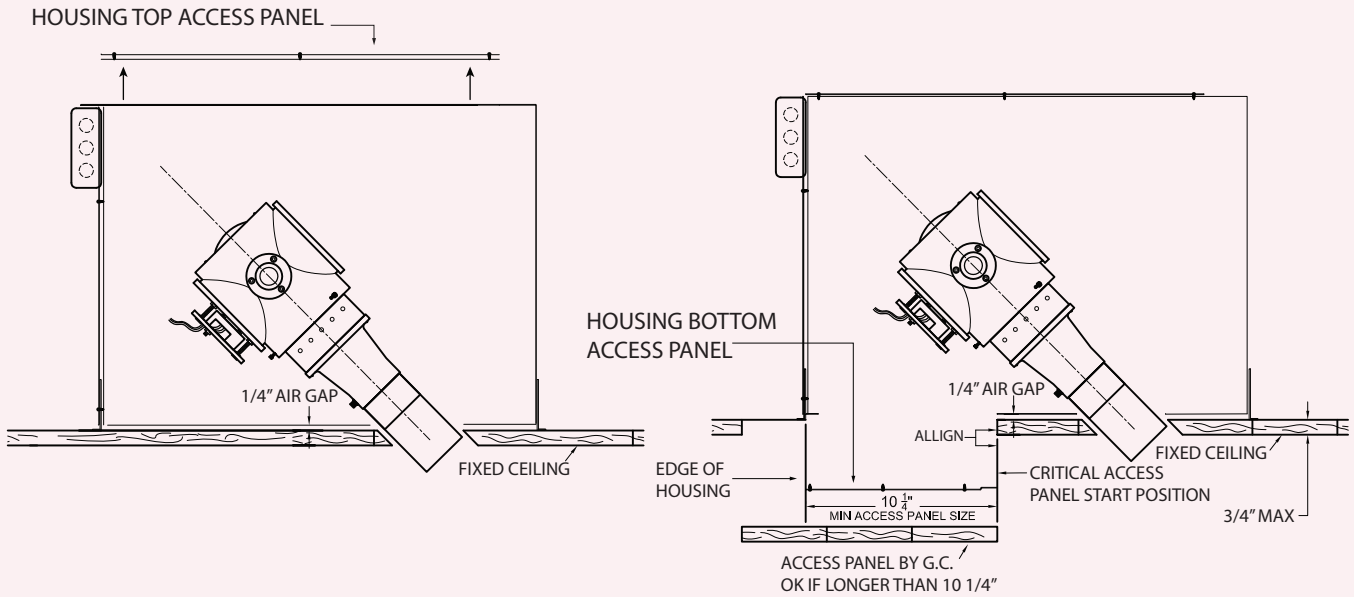 HOUSING TOP ACCESS PANEL
1/4” AIR GAP
FIXED CEILING
HOUSING BOTTOM
ACCESS PANEL
1/4” AIR GAP
ALLIGN
FIXED CEILING
EDGE OF
HOUSING
CRITICAL ACCESS
PANEL START POSITION
10 1/4"
MIN ACCESS PANEL SIZE
3/4” MAX
ACCESS PANEL BY G.C.
OK IF LONGER THAN 10 1/4”